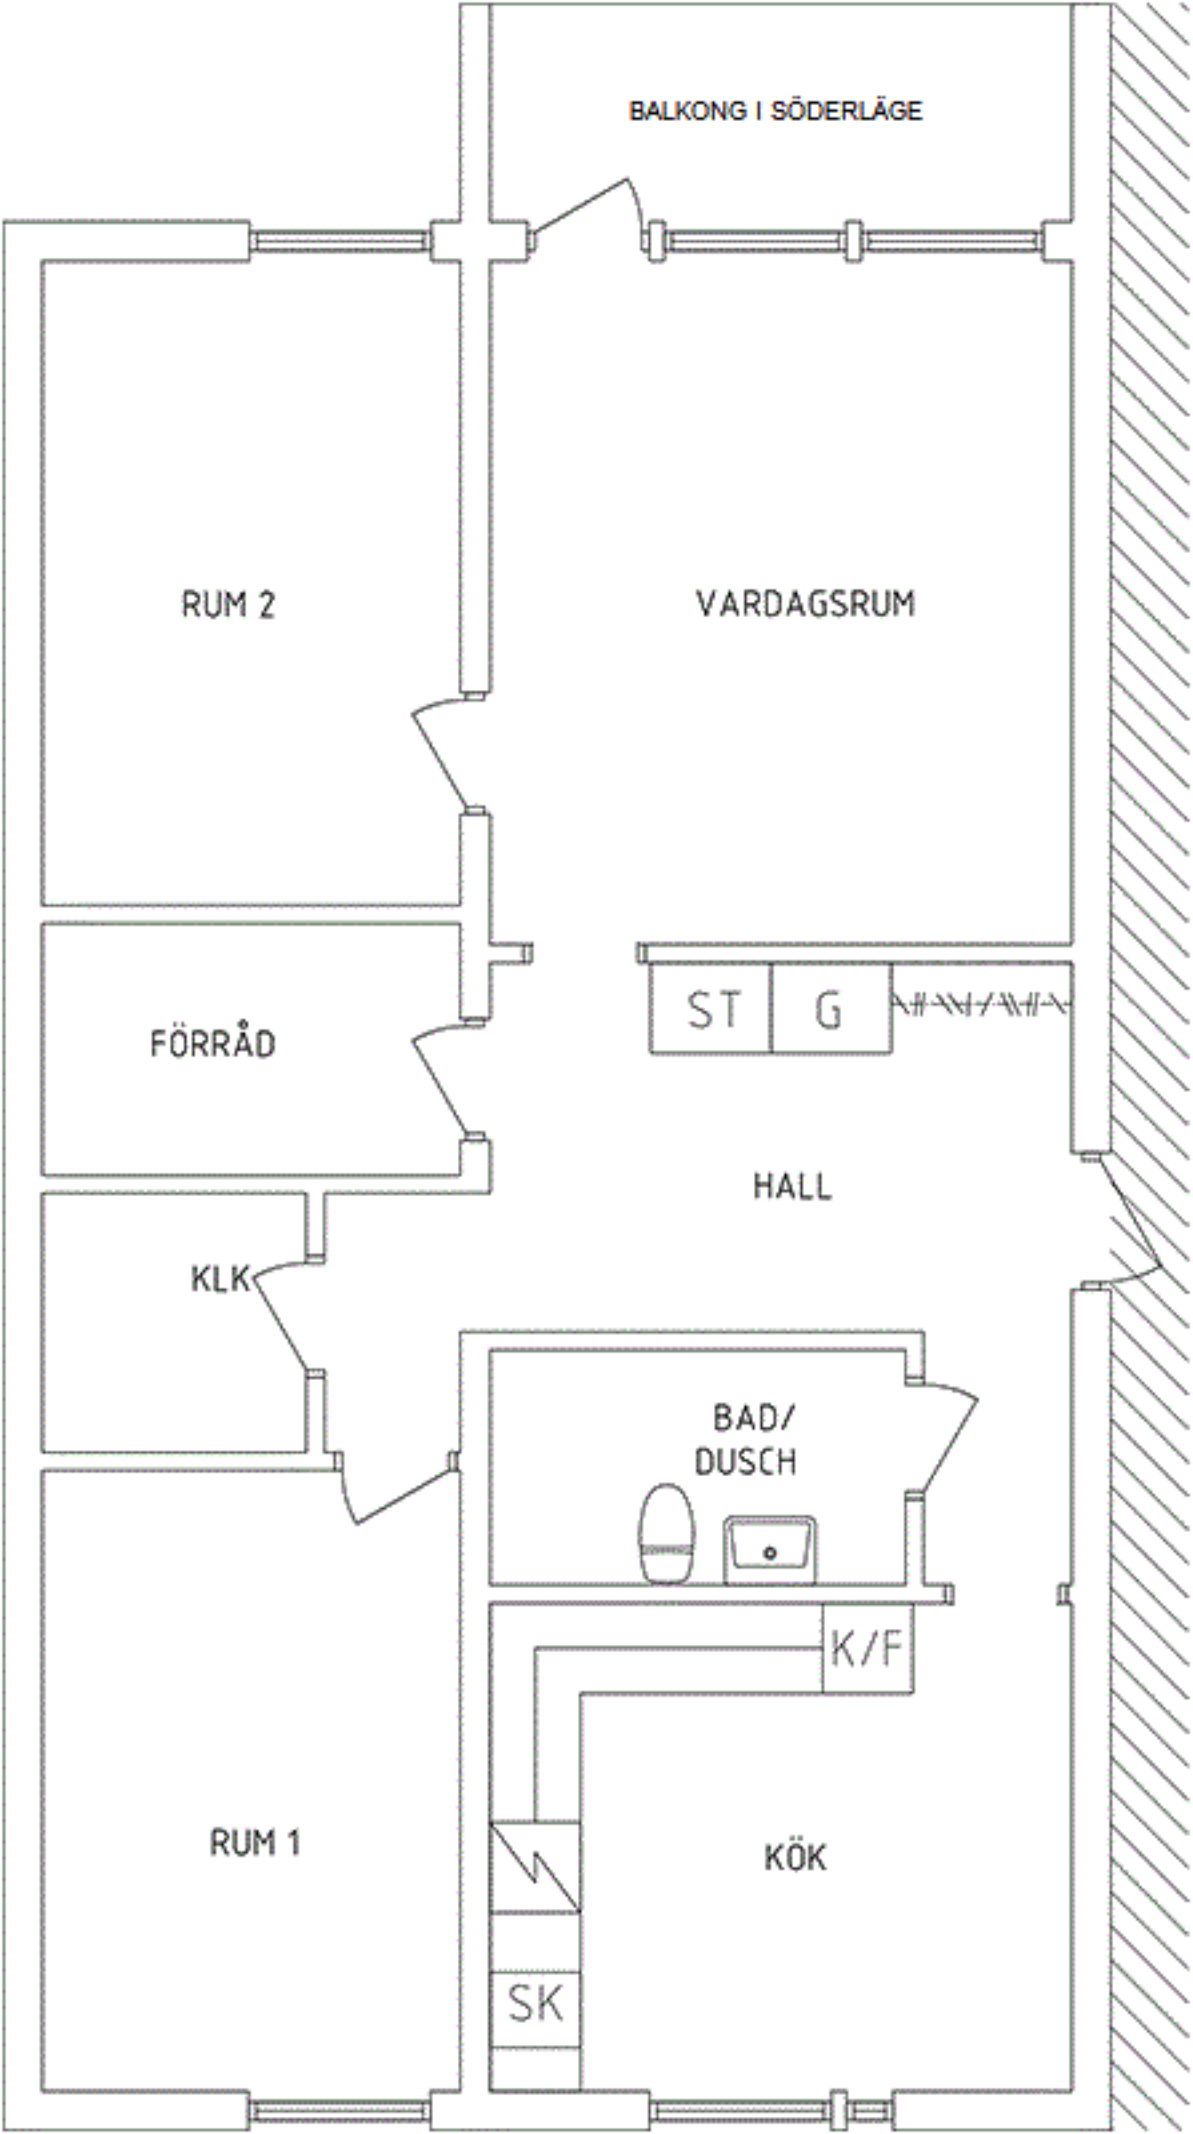 BALKONG I SÖDERLÄGE
RUM 2
VARDAGSRUM
ST
G
FÖRRÅD
HALL
KLK
BAD/
DUSCH
K/F
RUM 1
KÖK
SK